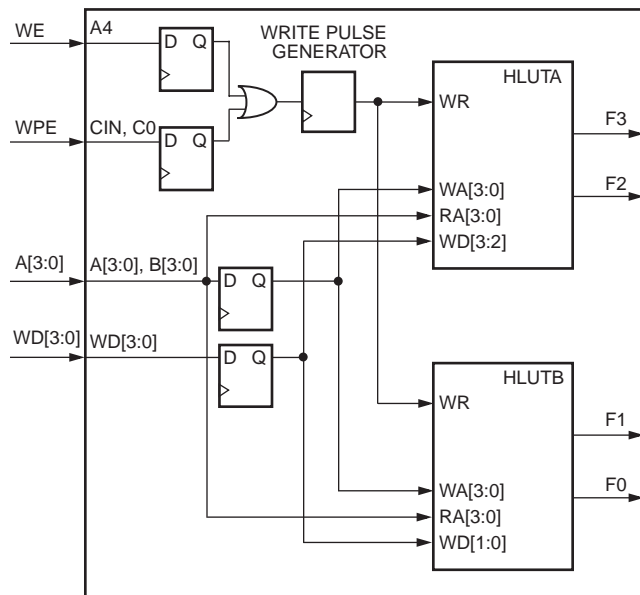 WE
A4
D Q
WRITE PULSE
GENERATOR
HLUTA
WR
F3
WPE
CIN, C0
D Q
F2
WA[3:0]
RA[3:0]
WD[3:2]
A[3:0]
A[3:0], B[3:0]
D Q
WD[3:0]
WD[3:0]
D Q
HLUTB
WR
F1
WA[3:0]
F0
RA[3:0]
WD[1:0]